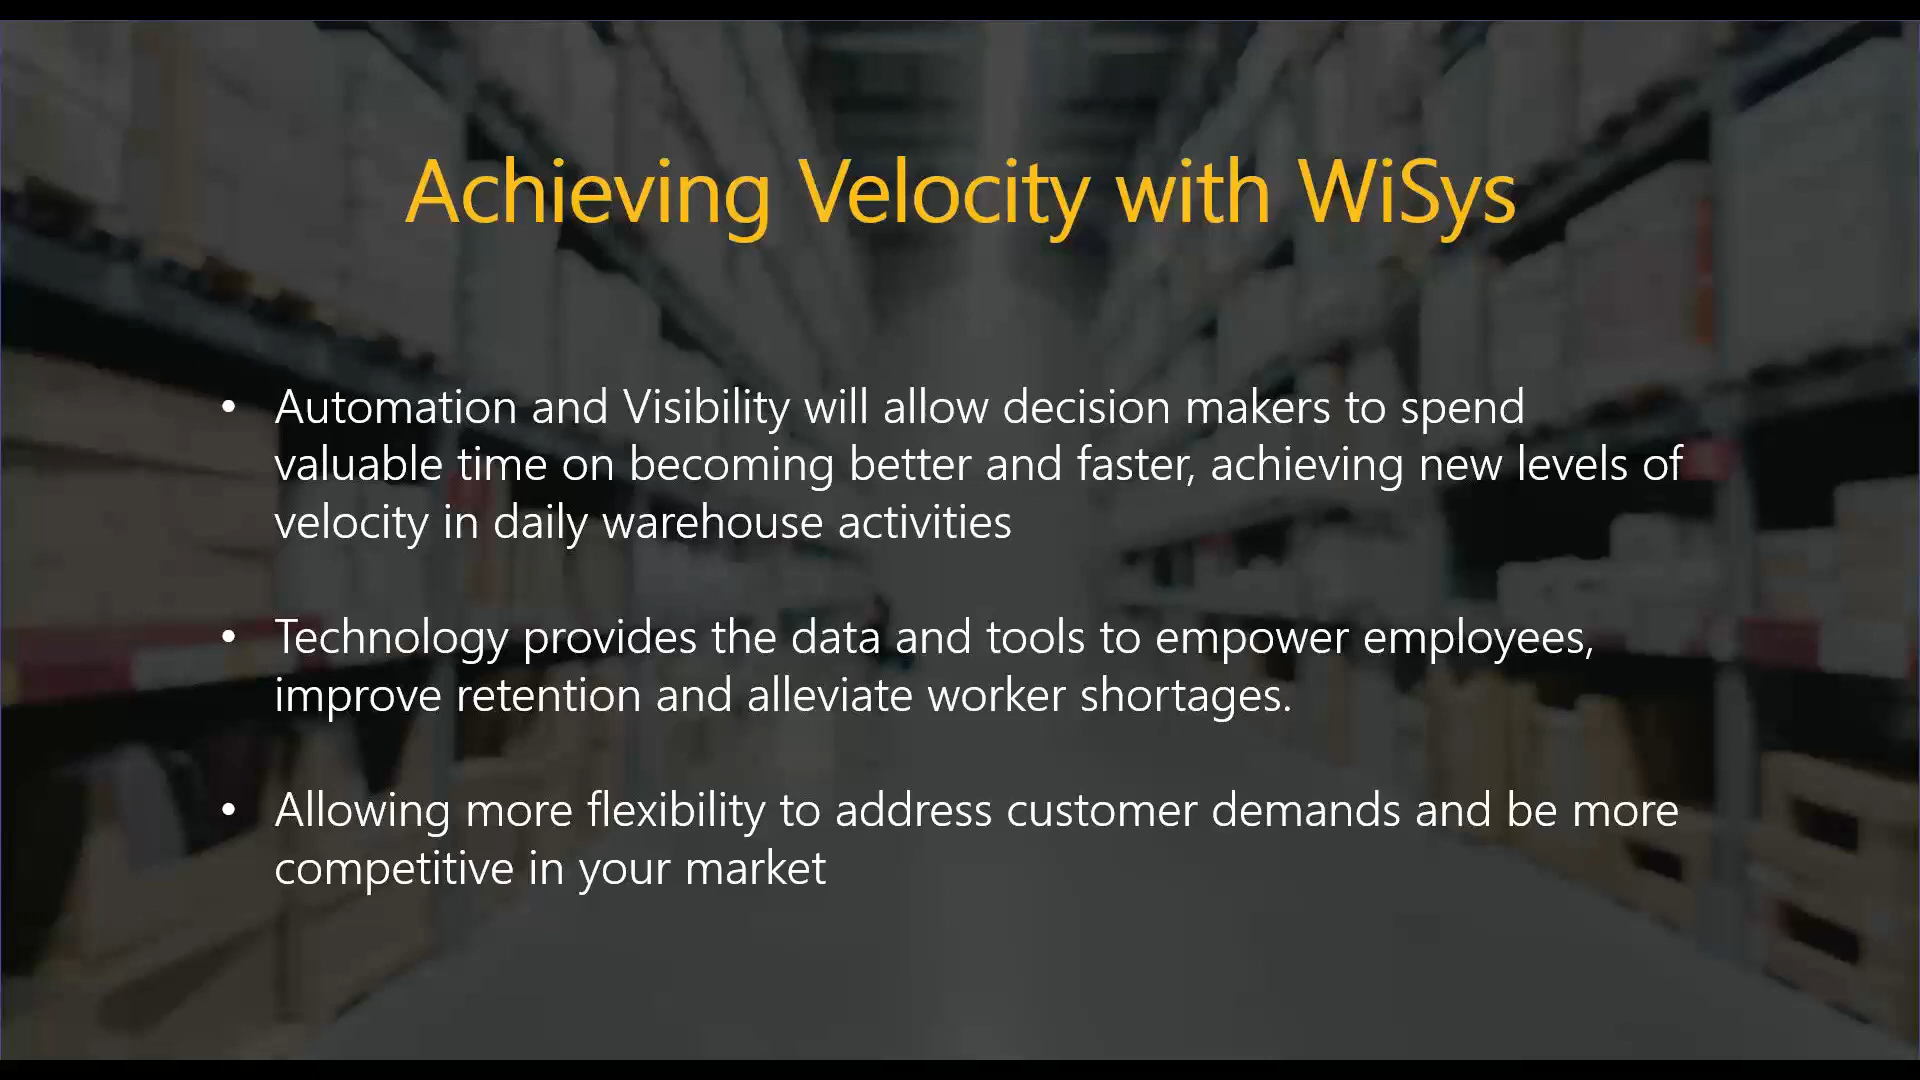 Achieving Velocity with WiSys
• Automation and Visibility will allow decision makers to spend
valuable time on becoming better and faster, achieving new levels of
velocity in daily warehouse activities
• Technology provides the data and tools to empower employees,
improve retention and alleviate worker shortages.
• Allowing more flexibility to address customer demands and be more
competitive in your market